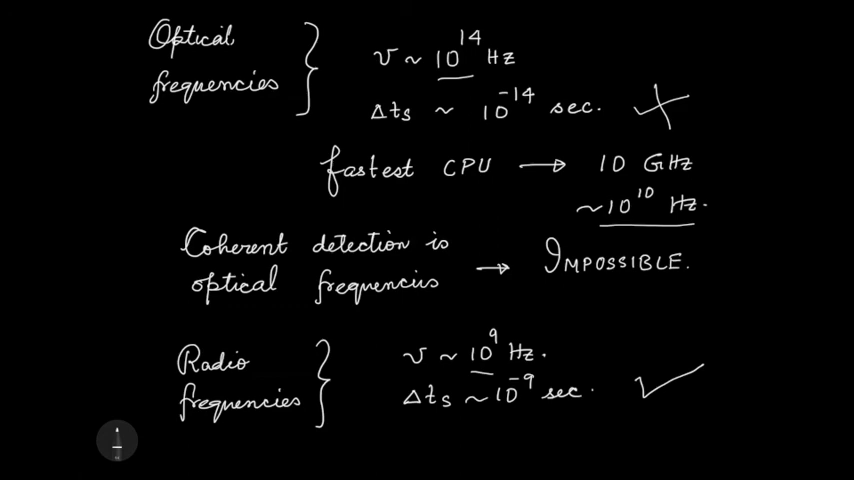 Optical
frequencies
ν ~ 10^14 Hz
Δts ~ 10^-14 sec.
fastest CPU → 10 GHz
~10^10 Hz.
Coherent detection is
optical frequencies → IMPOSSIBLE.
Radio
frequencies
ν ~ 10^9 Hz.
Δts ~ 10^-9 sec.